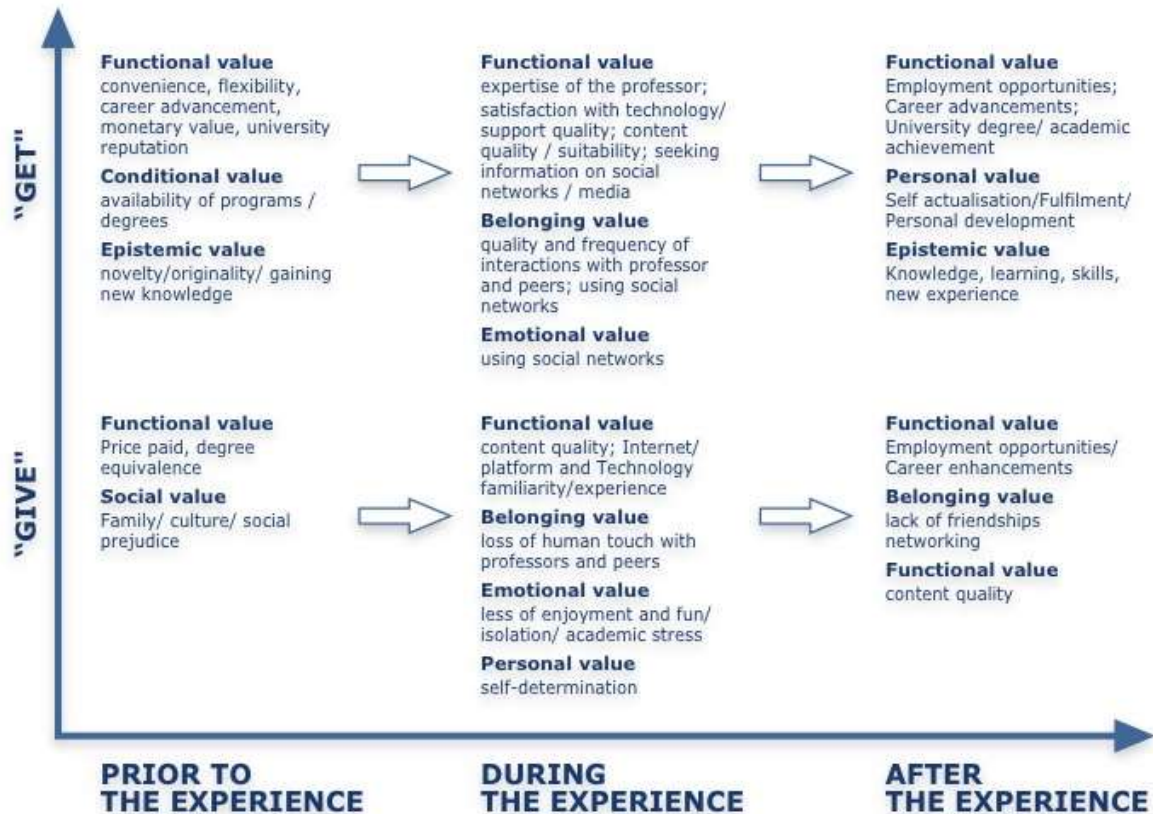 "GET"
Functional value
convenience, flexibility,
career advancement,
monetary value, university
reputation
Conditional value
availability of programs /
degrees
Epistemic value
novelty/originality/ gaining
new knowledge
Functional value
expertise of the professor;
satisfaction with technology/
support quality; content
quality / suitability; seeking
information on social
networks / media
Belonging value
quality and frequency of
interactions with professor
and peers; using social
networks
Emotional value
using social networks
Functional value
Employment opportunities;
Career advancements;
University degree/ academic
achievement
Personal value
Self actualisation/Fulfilment/
Personal development
Epistemic value
Knowledge, learning, skills,
new experience
"GIVE"
Functional value
Price paid, degree
equivalence
Social value
Family/ culture/ social
prejudice
Functional value
content quality; Internet/
platform and Technology
familiarity/experience
Belonging value
loss of human touch with
professors and peers
Emotional value
less of enjoyment and fun/
isolation/ academic stress
Personal value
self-determination
Functional value
Employment opportunities/
Career enhancements
Belonging value
lack of friendships
networking
Functional value
content quality
PRIOR TO
THE EXPERIENCE
DURING
THE EXPERIENCE
AFTER
THE EXPERIENCE